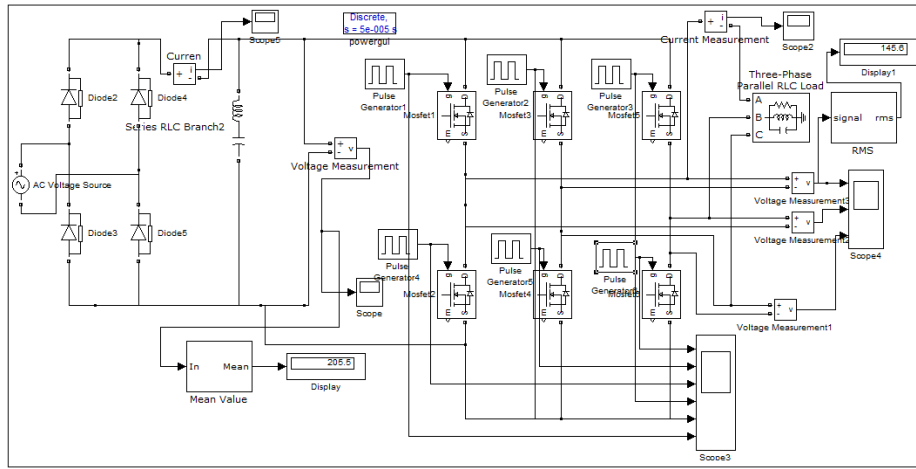 Discrete,
s = 5e-005 s
powergui
Scope5
Curren
+ i
-
Diode2
Diode4
Series RLC Branch2
AC Voltage Source
Diode3
Diode5
+
-
v
Voltage Measurement
Scope
In
Mean
Mean Value
205.5
Display
Pulse
Generator1
Mosfet1
Pulse
Generator2
Mosfet3
Pulse
Generator3
Mosfet5
g
D
m
S
Pulse
Generator4
Mosfet2
Pulse
Generator5
Mosfet4
Pulse
Mosfet6
+ i
-
Current Measurement
Scope2
145.6
Display1
Three-Phase
Parallel RLC Load
A
B
C
signal
rms
RMS
Voltage Measurement3
Voltage Measurement2
Scope4
Voltage Measurement1
Scope3